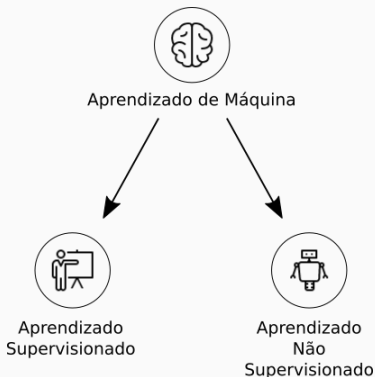 Aprendizado de Máquina
Aprendizado
Supervisionado
Aprendizado
Não
Supervisionado